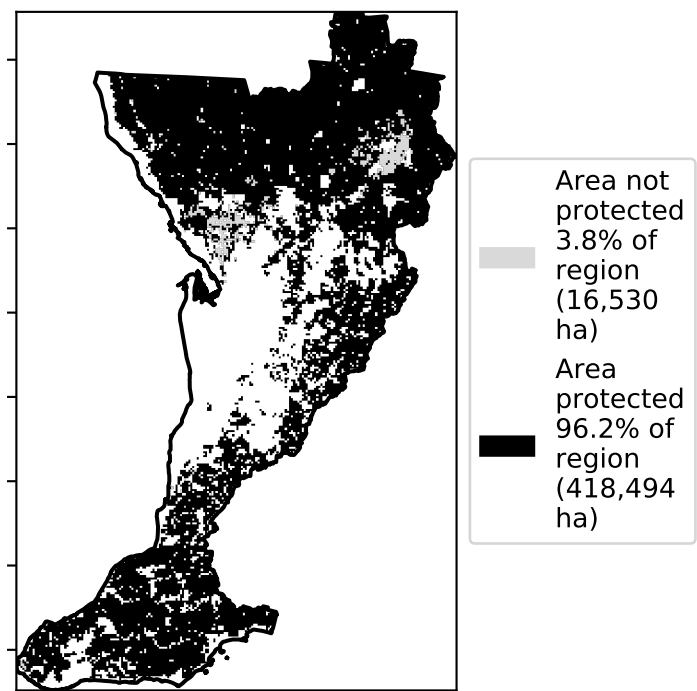 Area not
protected
3.8% of
region
(16,530
ha)
Area
protected
96.2% of
region
(418,494
ha)